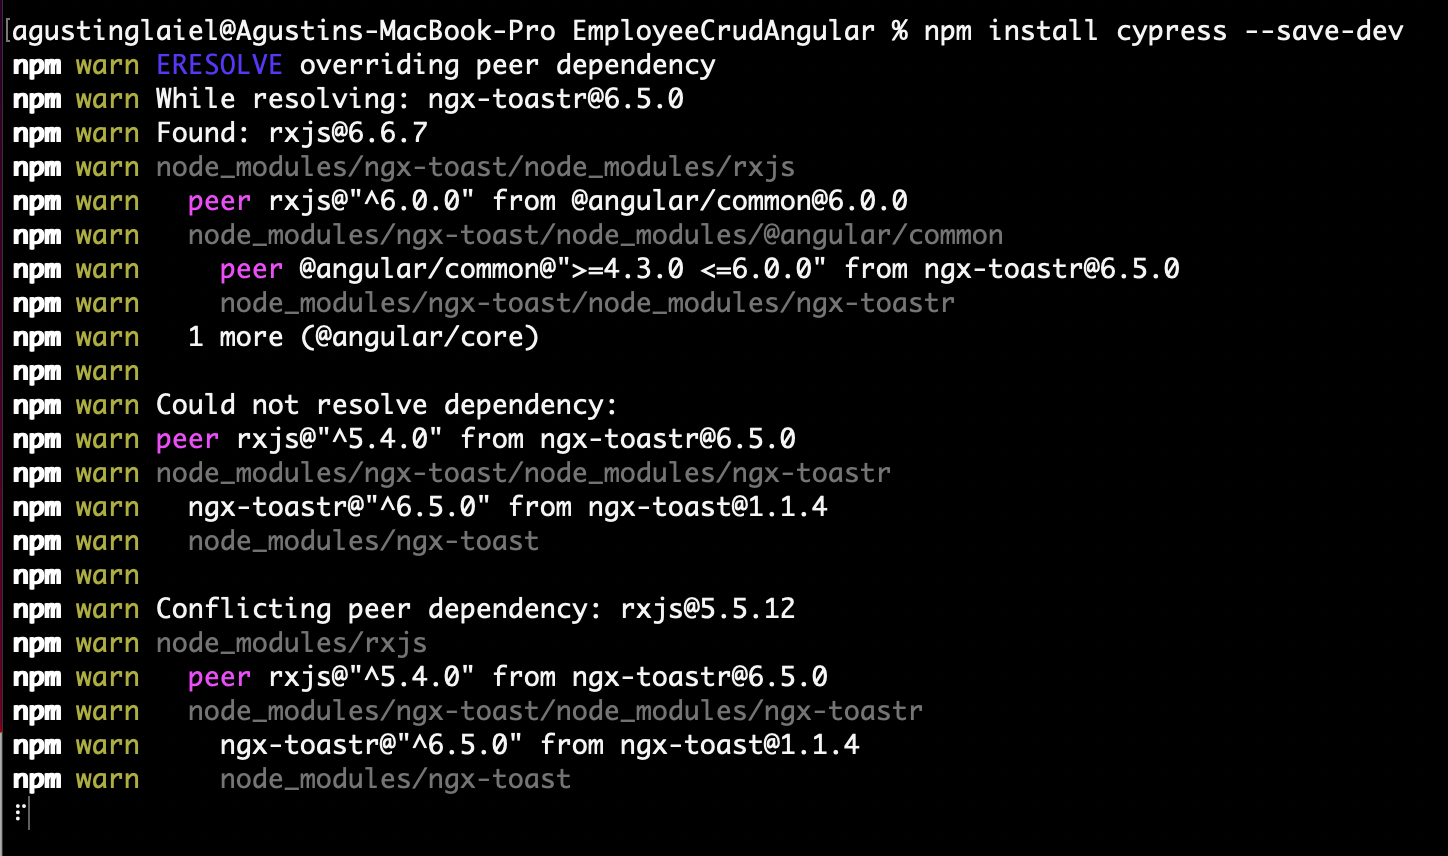 [agustinglaiel@Agustins-MacBook-Pro EmployeeCrudAngular % npm install cypress --save-dev
npm warn ERESOLVE overriding peer dependency
npm warn While resolving: ngx-toastr@6.5.0
npm warn Found: rxjs@6.6.7
npm warn node_modules/ngx-toast/node_modules/rxjs
npm warn   peer rxjs@"^6.0.0" from @angular/common@6.0.0
npm warn   node_modules/ngx-toast/node_modules/@angular/common
npm warn     peer @angular/common@">=4.3.0 <=6.0.0" from ngx-toastr@6.5.0
npm warn     node_modules/ngx-toast/node_modules/ngx-toastr
npm warn   1 more (@angular/core)
npm warn
npm warn Could not resolve dependency:
npm warn peer rxjs@"^5.4.0" from ngx-toastr@6.5.0
npm warn node_modules/ngx-toast/node_modules/ngx-toastr
npm warn   ngx-toastr@"^6.5.0" from ngx-toast@1.1.4
npm warn   node_modules/ngx-toast
npm warn
npm warn Conflicting peer dependency: rxjs@5.5.12
npm warn node_modules/rxjs
npm warn   peer rxjs@"^5.4.0" from ngx-toastr@6.5.0
npm warn   node_modules/ngx-toast/node_modules/ngx-toastr
npm warn     ngx-toastr@"^6.5.0" from ngx-toast@1.1.4
npm warn     node_modules/ngx-toast